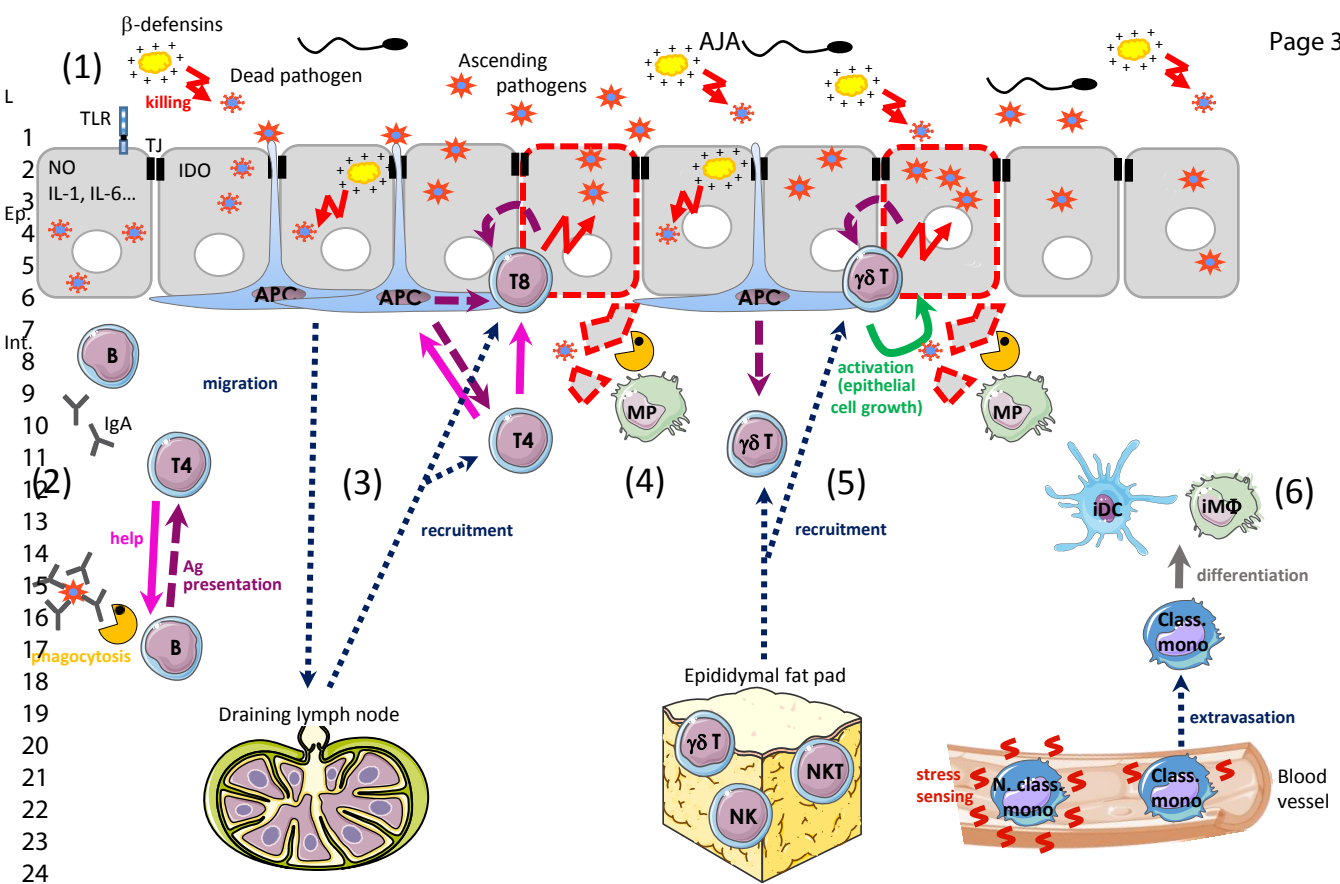 β-defensins
AJA
Page 3
(1)
Dead pathogen
Ascending
pathogens
killing
L
TLR
TJ
1
NO
IDO
2
IL-1, IL-6...
3
Ep.
4
5
T8
γδ T
6
APC
APC
APC
7
Int.
8
B
migration
activation
(epithelial
cell growth)
9
MP
MP
10
IgA
T4
γδ T
11
T4
(2)
12
(3)
(4)
(5)
(6)
iDC
iMΦ
13
help
recruitment
recruitment
14
Ag
presentation
differentiation
15
16
Class.
mono
17
B
phagocytosis
18
Epididymal fat pad
19
Draining lymph node
extravasation
20
γδ T
NKT
21
stress
sensing
N. class.
mono
Class.
mono
Blood
vessel
22
NK
23
24